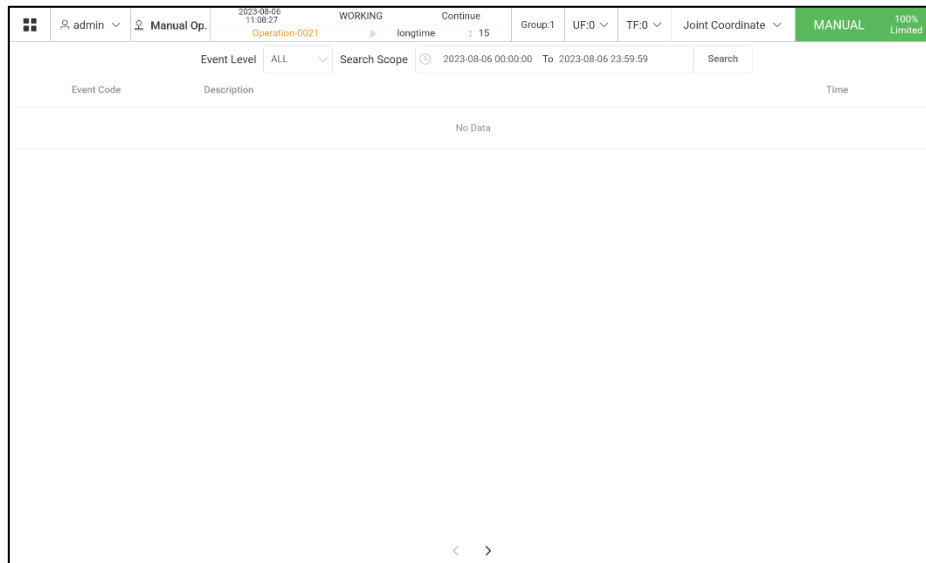 admin Manual Op. 2023-08-06 11:08:27 WORKING Continue Group:1 UF:0 TF:0 Joint Coordinate MANUAL 100% Limited
Operation-0021 longtime : 15
Event Level ALL Search Scope 2023-08-06 00:00:00 To 2023-08-06 23:59:59 Search
Event Code Description Time
No Data